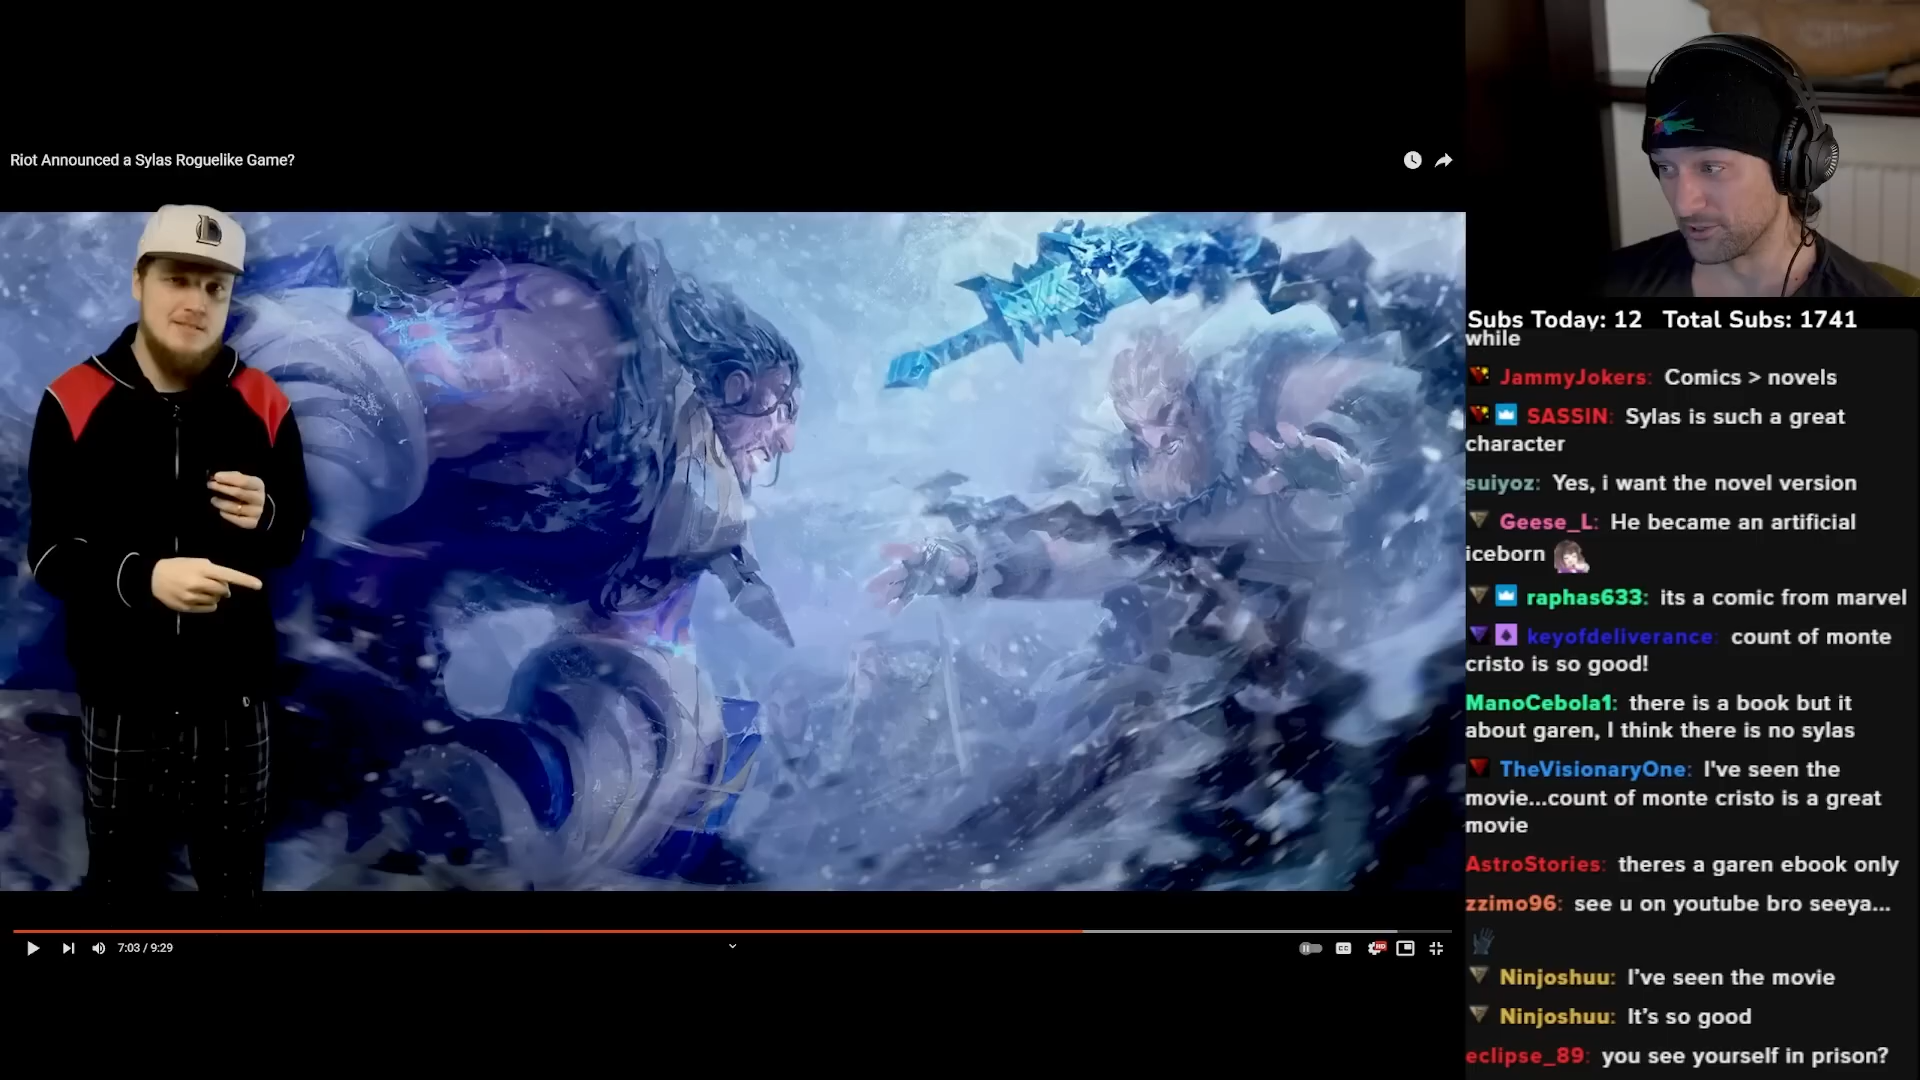 Riot Announced a Sylas Roguelike Game?
7:03 / 9:29
CC
HD
Subs Today: 12 Total Subs: 1741
while
JammyJokers: Comics > novels
SASSIN: Sylas is such a great
character
suiyoz: Yes, i want the novel version
Geese_L: He became an artificial
iceborn
raphas633: its a comic from marvel
keyofdeliverance: count of monte
cristo is so good!
ManoCebola1: there is a book but it
about garen, I think there is no sylas
TheVisionaryOne: I've seen the
movie...count of monte cristo is a great
movie
AstroStories: theres a garen ebook only
zzimo96: see u on youtube bro seeya...
Ninjoshuu: I've seen the movie
Ninjoshuu: It's so good
eclipse_89: you see yourself in prison?